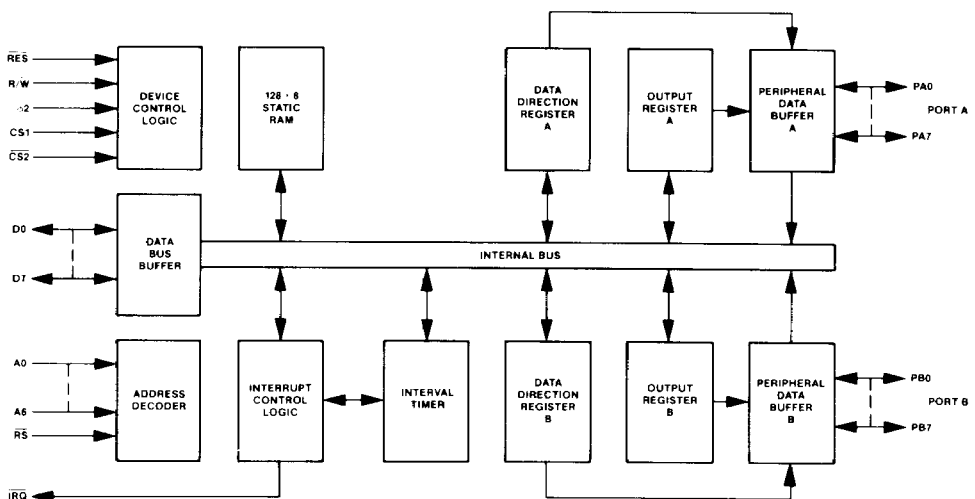 RES
R/W
ϕ2
CS1
CS2
DEVICE
CONTROL
LOGIC
128 · 8
STATIC
RAM
DATA
DIRECTION
REGISTER
A
OUTPUT
REGISTER
A
PERIPHERAL
DATA
BUFFER
A
PA0
PORT A
PA7
D0
D7
DATA
BUS
BUFFER
INTERNAL BUS
A0
A6
RS
ADDRESS
DECODER
INTERRUPT
CONTROL
LOGIC
INTERVAL
TIMER
DATA
DIRECTION
REGISTER
B
OUTPUT
REGISTER
B
PERIPHERAL
DATA
BUFFER
B
PB0
PORT B
PB7
IRQ